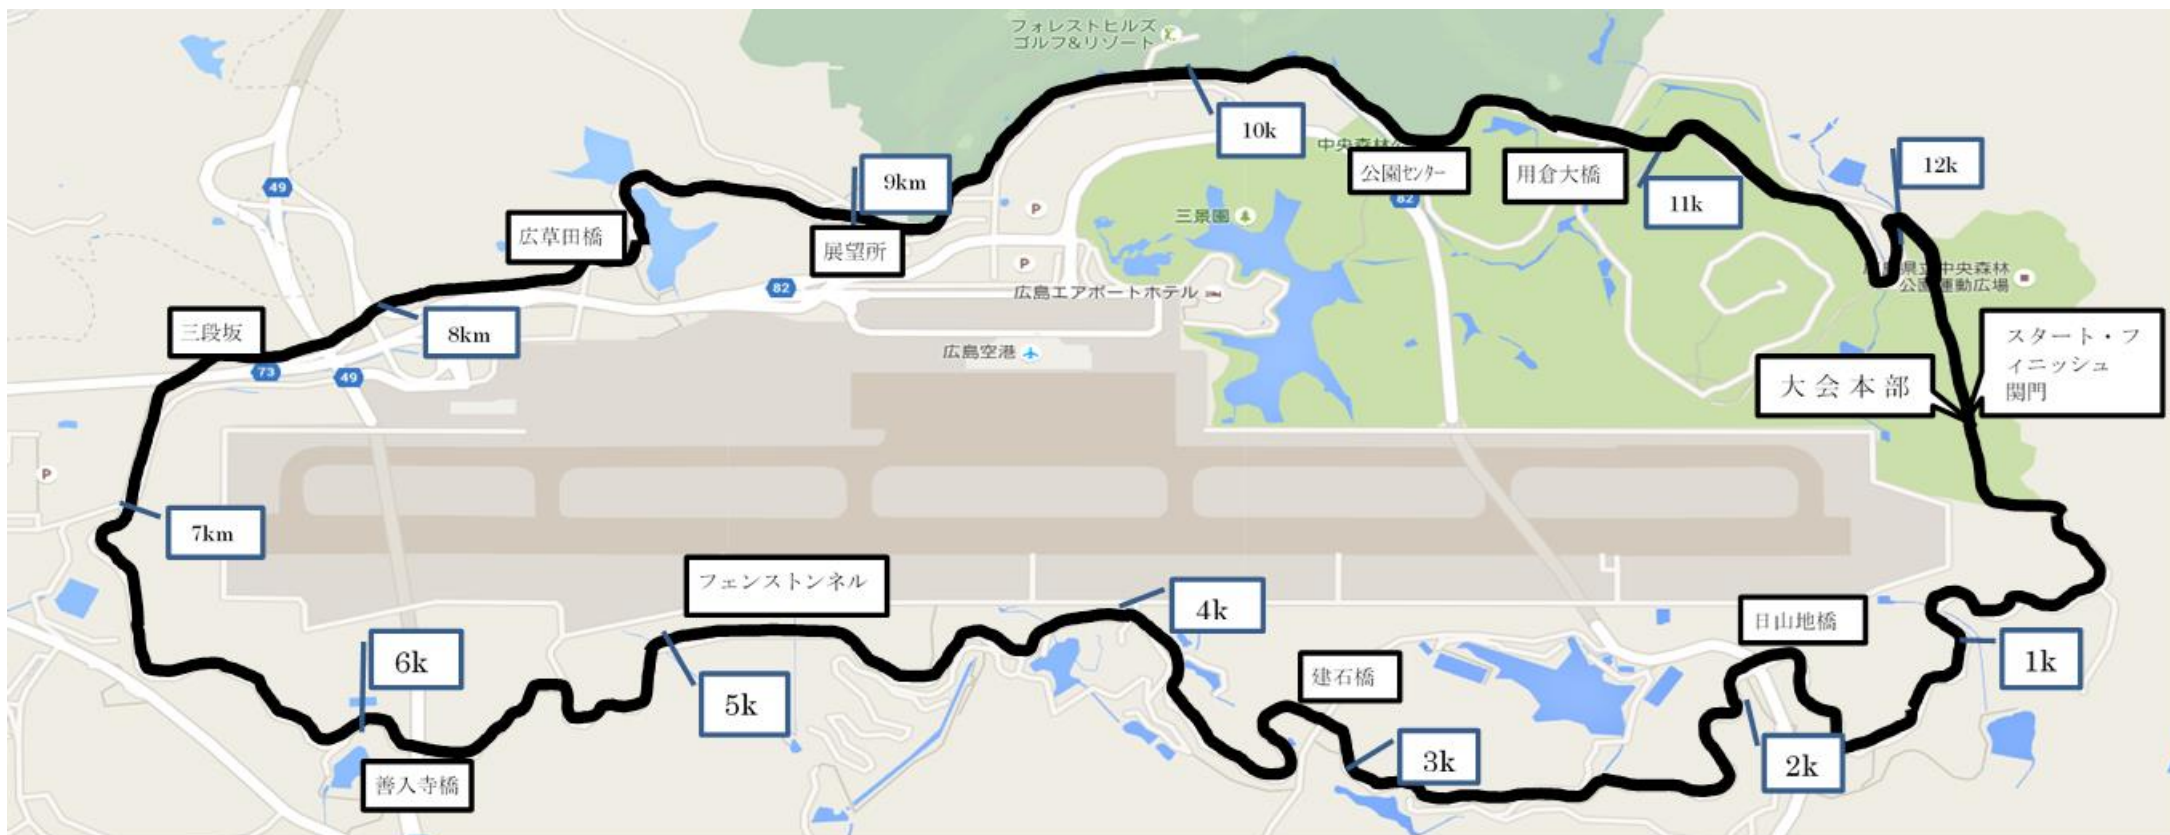 フォレストヒルズ
ゴルフ&リゾート
10k
中央森林公
公園ｾﾝﾀｰ
82
用倉大橋
11k
12k
49
9km
P
三景園
広草田橋
展望所
P
82
広島エアポートホテル
県立中央森林
公園運動広場
三段坂
8km
73
49
広島空港
スタート・フ
ィニッシュ
関門
大会本部
P
7km
フェンストンネル
4k
日山地橋
6k
5k
建石橋
1k
3k
2k
善入寺橋